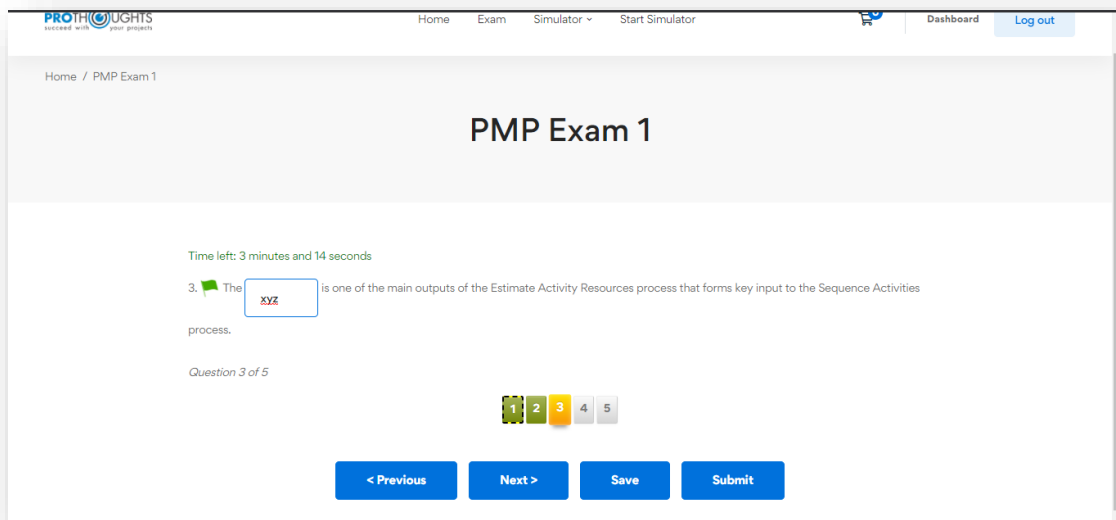 PROTHOUGHTS
succeed with your projects
Home Exam Simulator Start Simulator Dashboard Log out
Home / PMP Exam 1
PMP Exam 1
Time left: 3 minutes and 14 seconds
3. The xyz is one of the main outputs of the Estimate Activity Resources process that forms key input to the Sequence Activities
process.
Question 3 of 5
1 2 3 4 5
< Previous Next > Save Submit